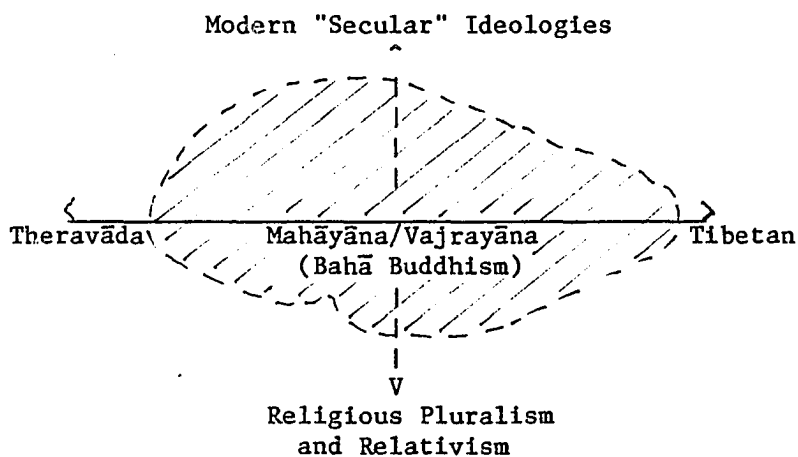 Modern "Secular" Ideologies
Theravāda Mahāyāna/Vajrayāna Tibetan
(Bahā Buddhism)
V
Religious Pluralism
and Relativism